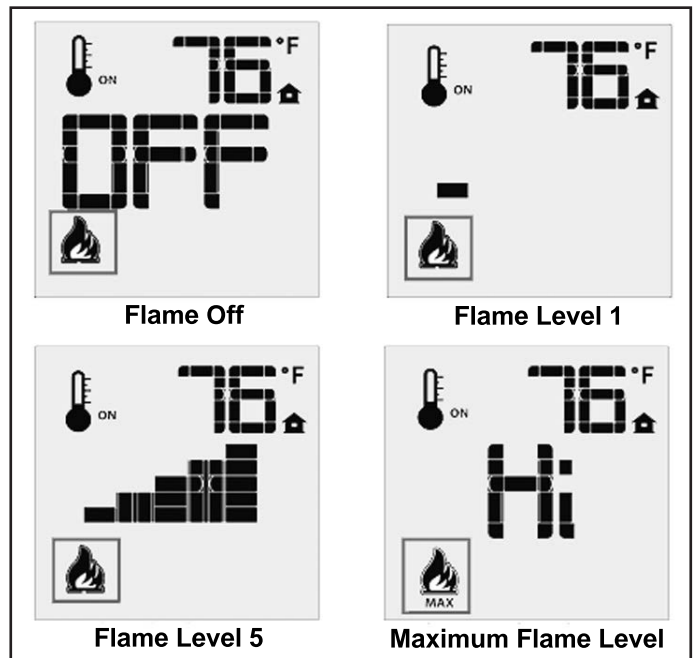 ON 76 °F
OFF
Flame Off
ON 76 °F
Flame Level 1
ON 76 °F
Flame Level 5
ON 76 °F
Hi
MAX
Maximum Flame Level